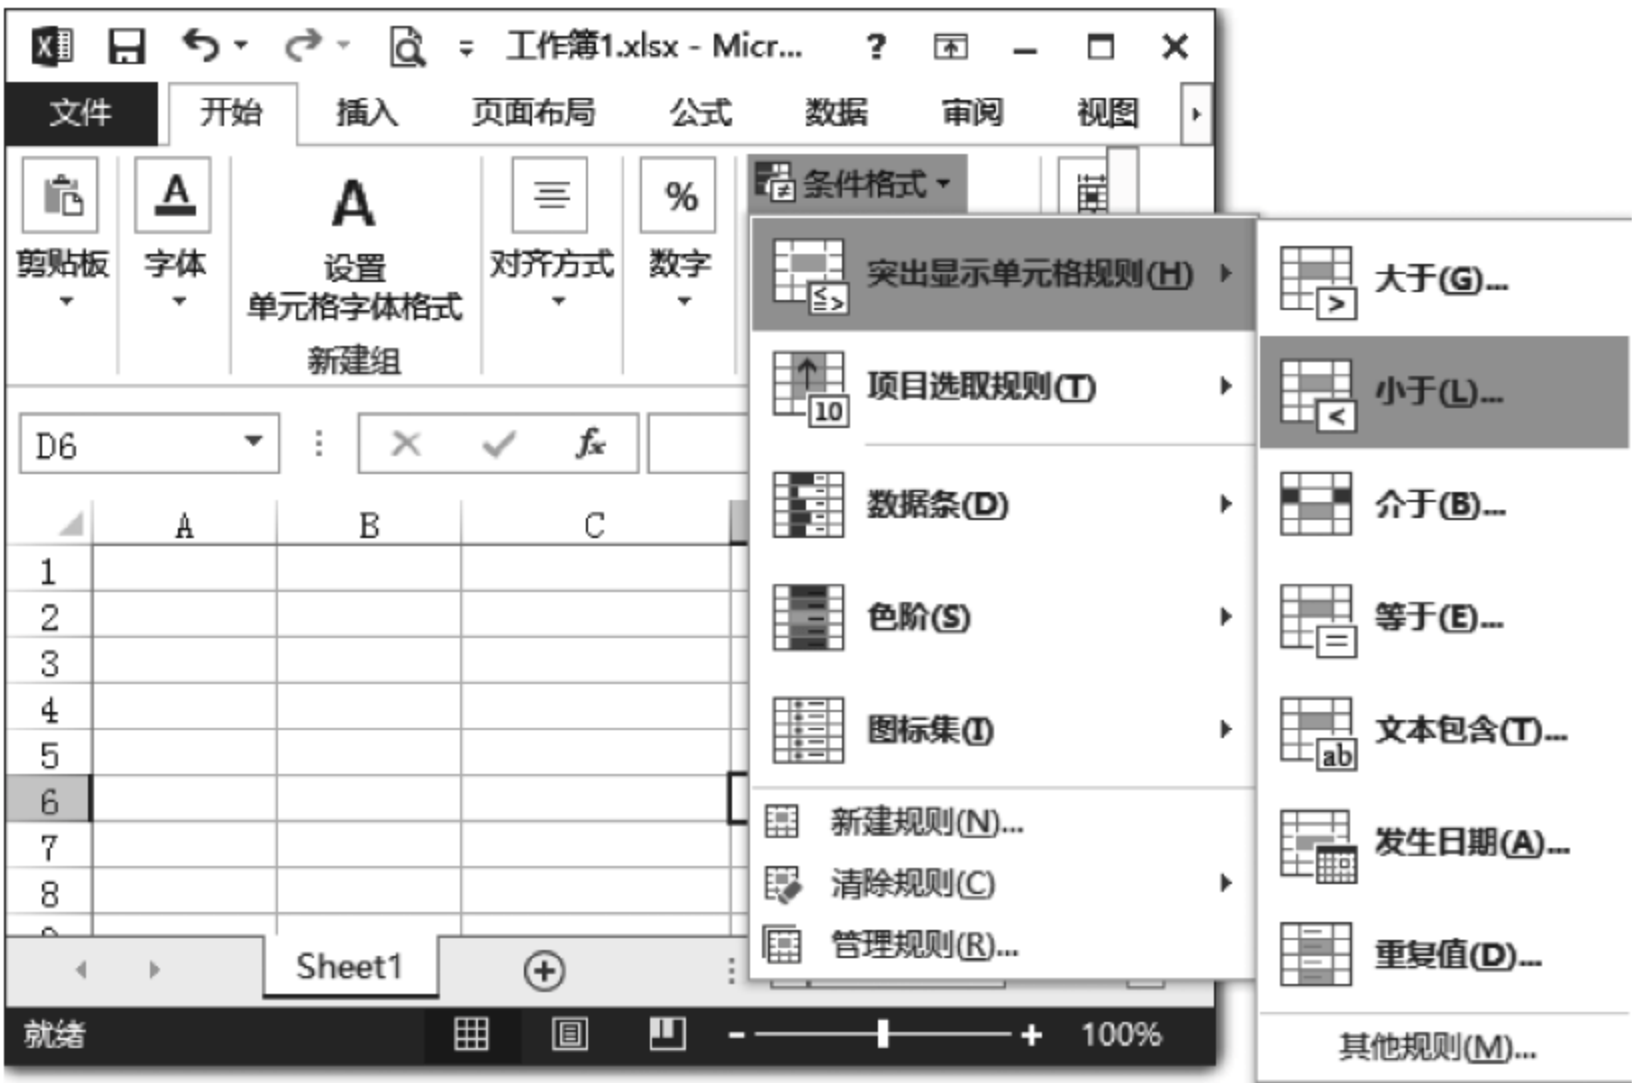 工作簿1.xlsx - Micr... ?
文件 开始 插入 页面布局 公式 数据 审阅 视图
剪贴板
A
字体
A
设置
单元格字体格式
新建组
对齐方式
%
数字
条件格式
突出显示单元格规则(H)
项目选取规则(T)
10
数据条(D)
色阶(S)
图标集(I)
新建规则(N)...
清除规则(C)
管理规则(R)...
大于(G)...
小于(L)...
介于(B)...
等于(E)...
文本包含(T)...
ab
发生日期(A)...
重复值(D)...
其他规则(M)...
D6 fx
A B C
1
2
3
4
5
6
7
8
Sheet1
就绪 100%